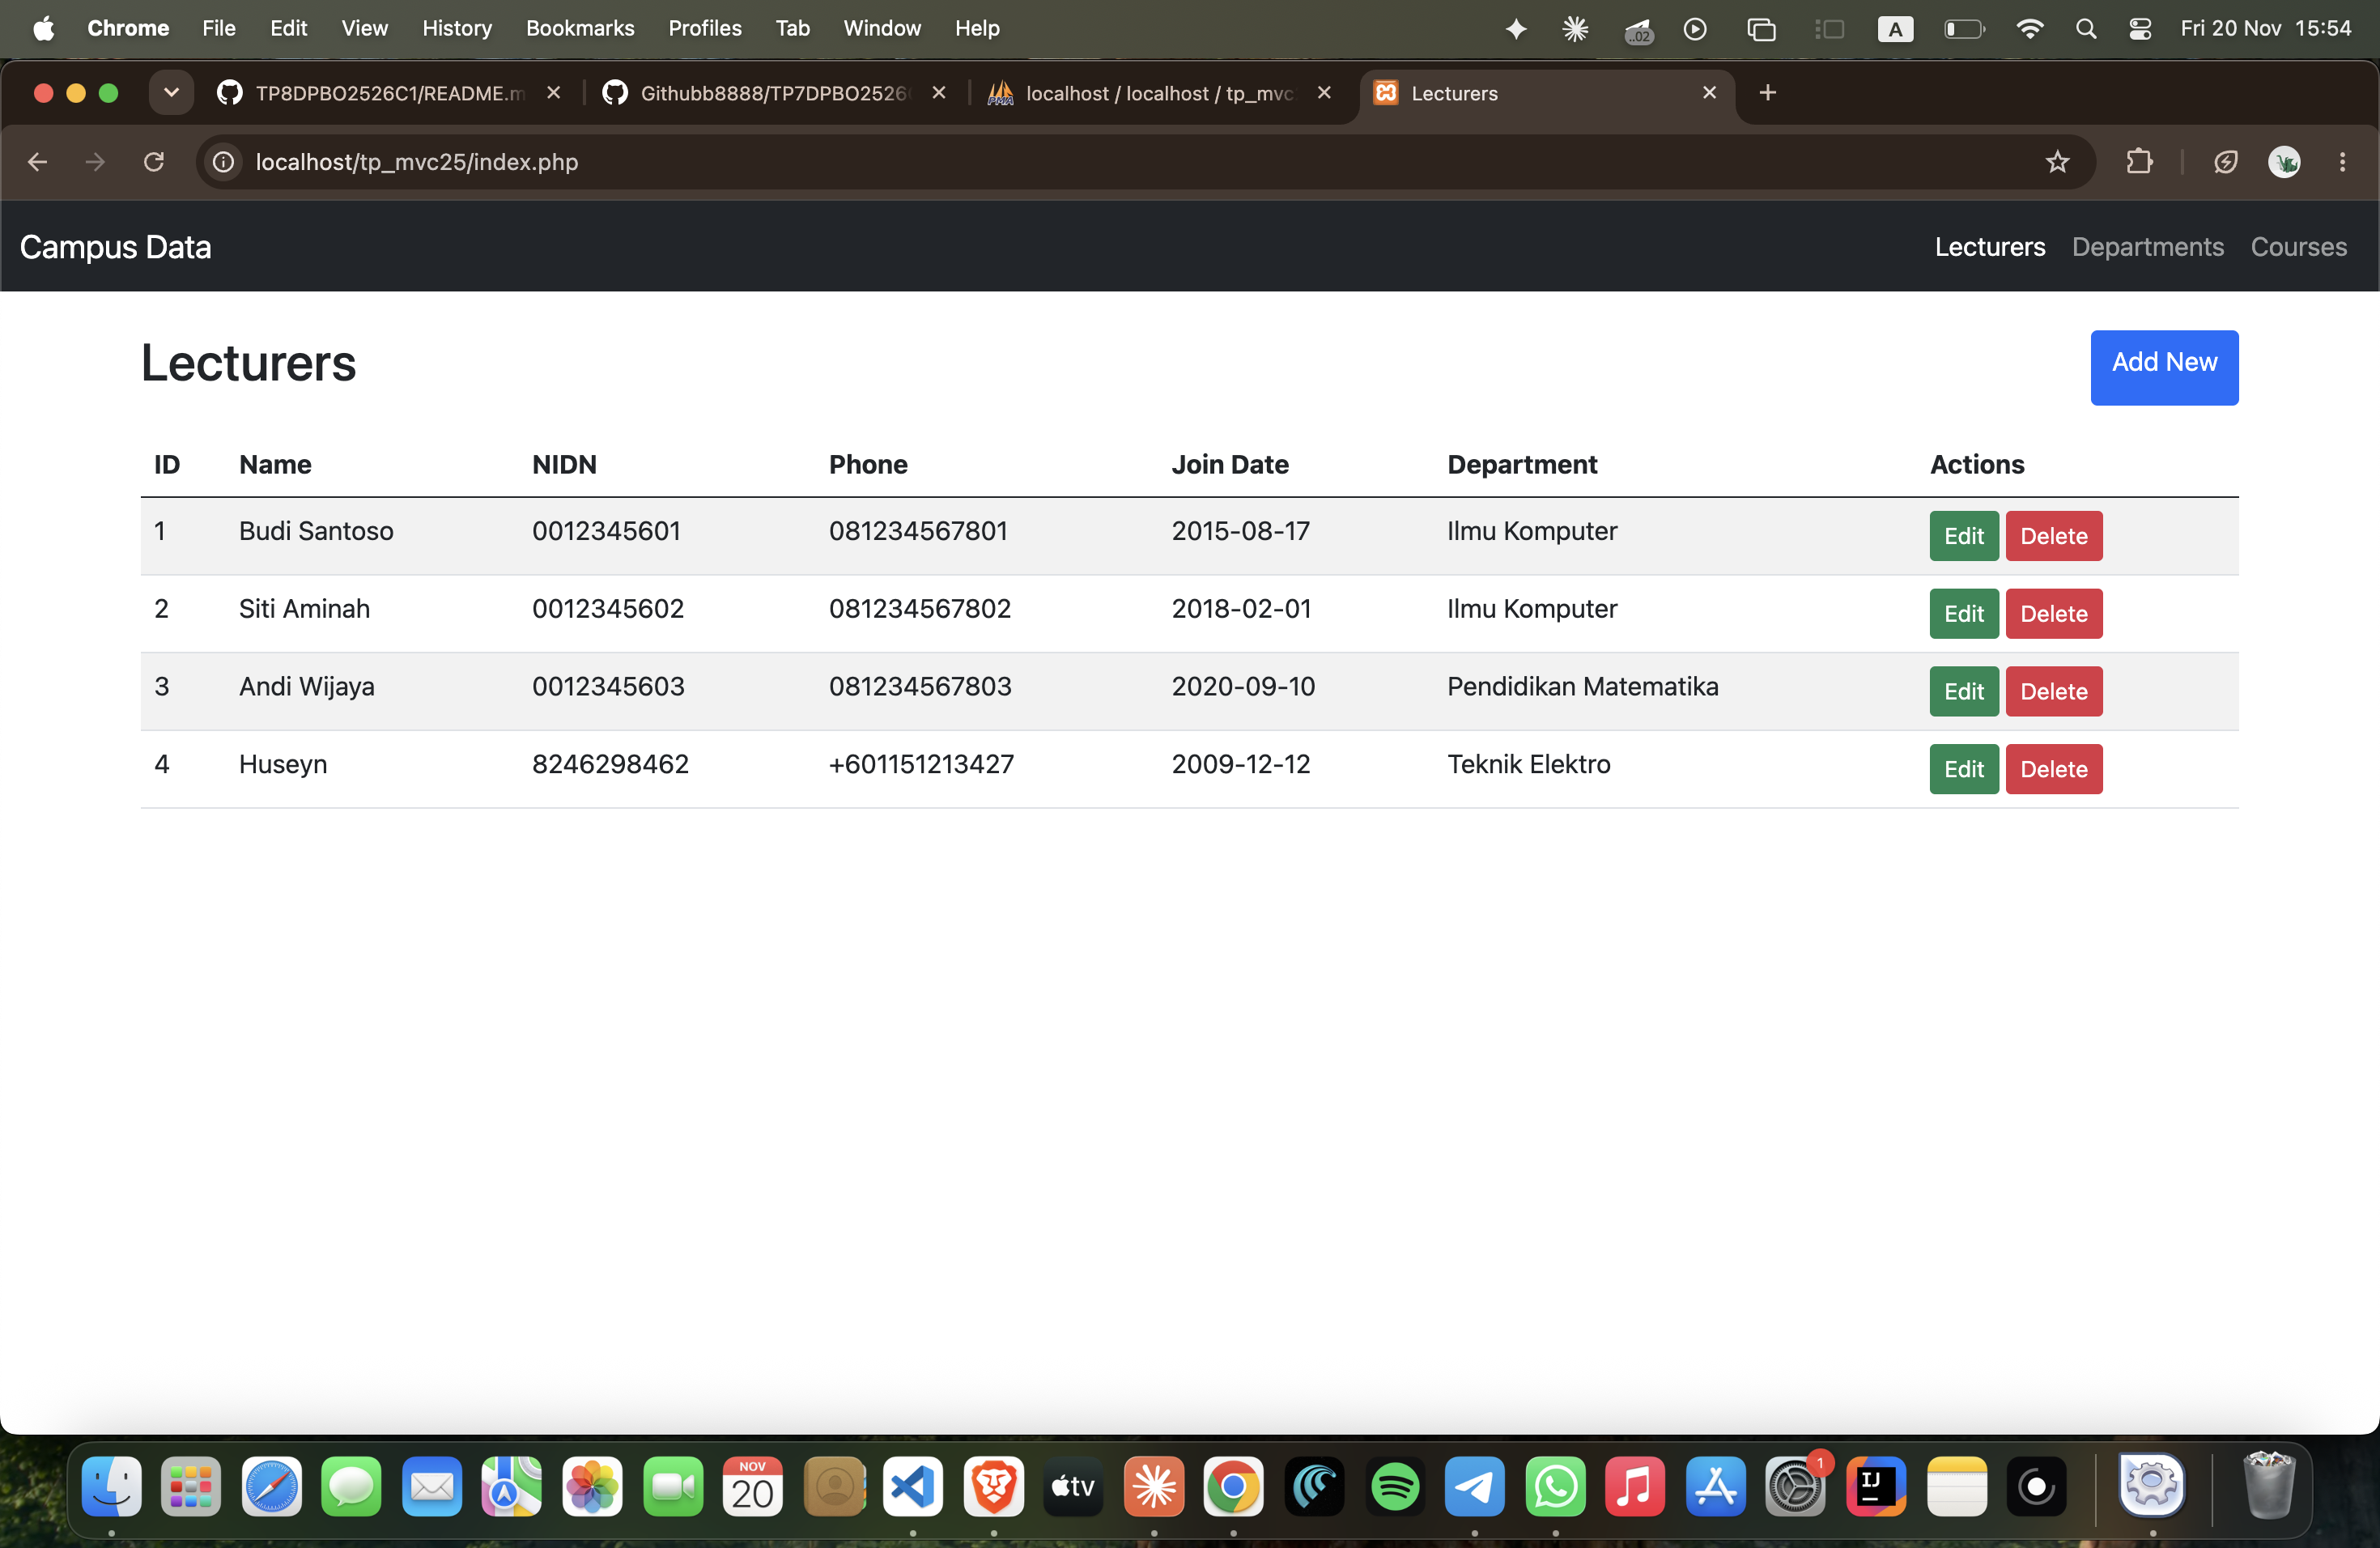 Chrome File Edit View History Bookmarks Profiles Tab Window Help ..02 A Fri 20 Nov 15:54
TP8DPBO2526C1/README.m Githubb8888/TP7DPBO2526 localhost / localhost / tp_mvc Lecturers
localhost/tp_mvc25/index.php
Campus Data Lecturers Departments Courses
Lecturers Add New
ID Name NIDN Phone Join Date Department Actions
1 Budi Santoso 0012345601 081234567801 2015-08-17 Ilmu Komputer Edit Delete
2 Siti Aminah 0012345602 081234567802 2018-02-01 Ilmu Komputer Edit Delete
3 Andi Wijaya 0012345603 081234567803 2020-09-10 Pendidikan Matematika Edit Delete
4 Huseyn 8246298462 +601151213427 2009-12-12 Teknik Elektro Edit Delete
NOV
20
tv
1
IJ